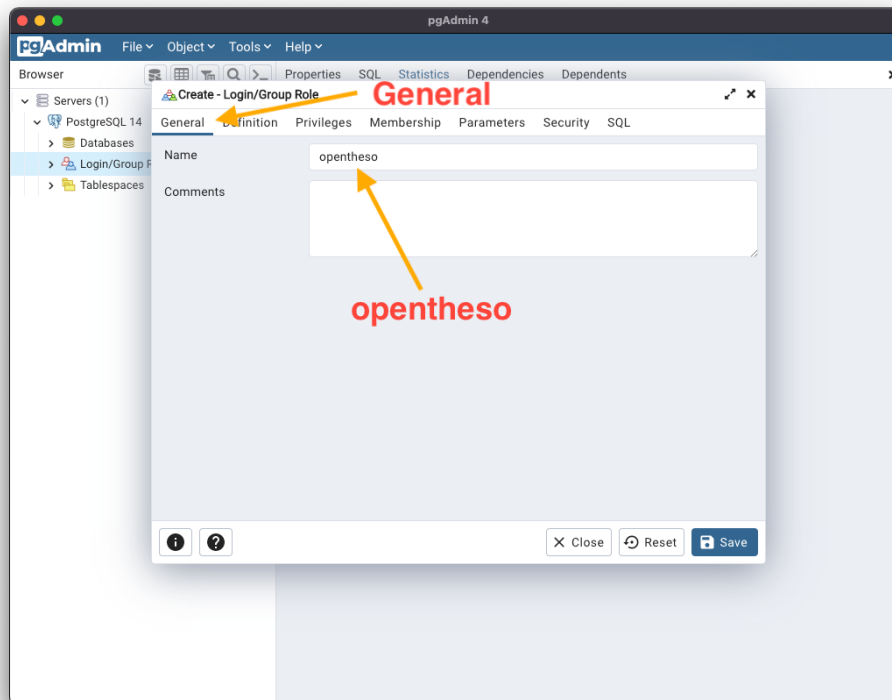 pgAdmin 4
pgAdmin File Object Tools Help
Browser Properties SQL Statistics Dependencies Dependents
Servers (1)
PostgreSQL 14
Databases
Login/Group R
Tablespaces
Create - Login/Group Role
General
General Definition Privileges Membership Parameters Security SQL
Name opentheso
Comments
opentheso
Close Reset Save